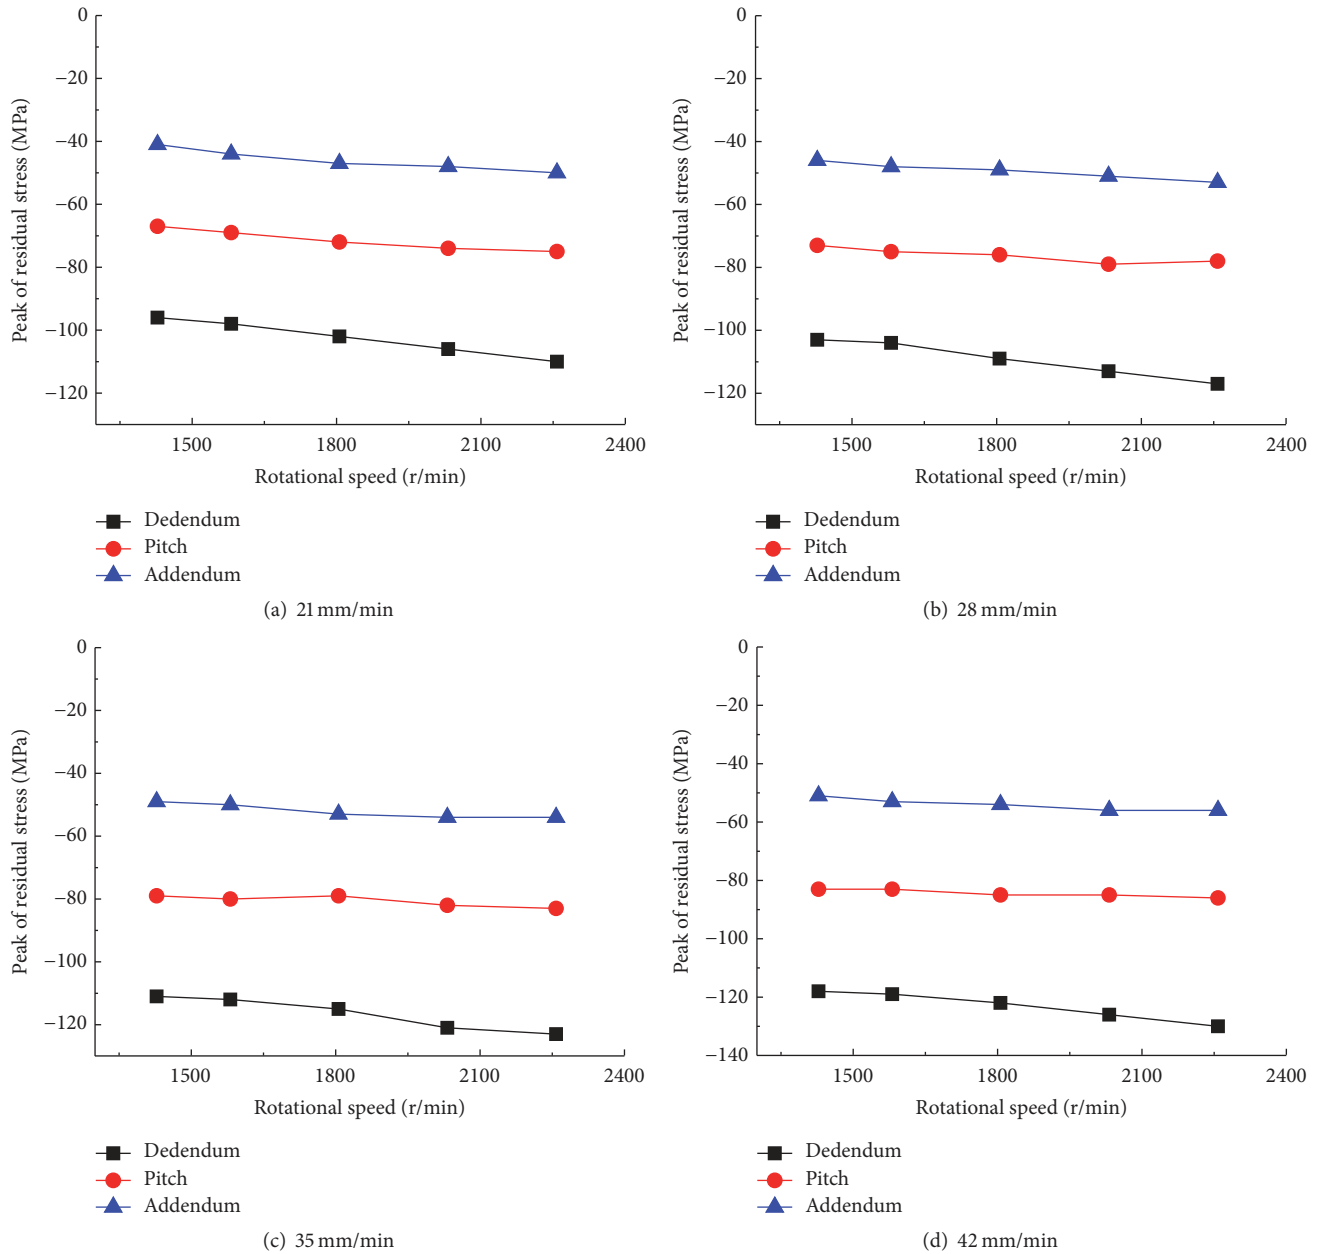 0
−20
−40
−60
−80
−100
−120
Peak of residual stress (MPa)
1500 1800 2100 2400
Rotational speed (r/min)
Dedendum
Pitch
Addendum
(a) 21 mm/min
0
−20
−40
−60
−80
−100
−120
Peak of residual stress (MPa)
1500 1800 2100 2400
Rotational speed (r/min)
Dedendum
Pitch
Addendum
(b) 28 mm/min
0
−20
−40
−60
−80
−100
−120
Peak of residual stress (MPa)
1500 1800 2100 2400
Rotational speed (r/min)
Dedendum
Pitch
Addendum
(c) 35 mm/min
0
−20
−40
−60
−80
−100
−120
−140
Peak of residual stress (MPa)
1500 1800 2100 2400
Rotational speed (r/min)
Dedendum
Pitch
Addendum
(d) 42 mm/min